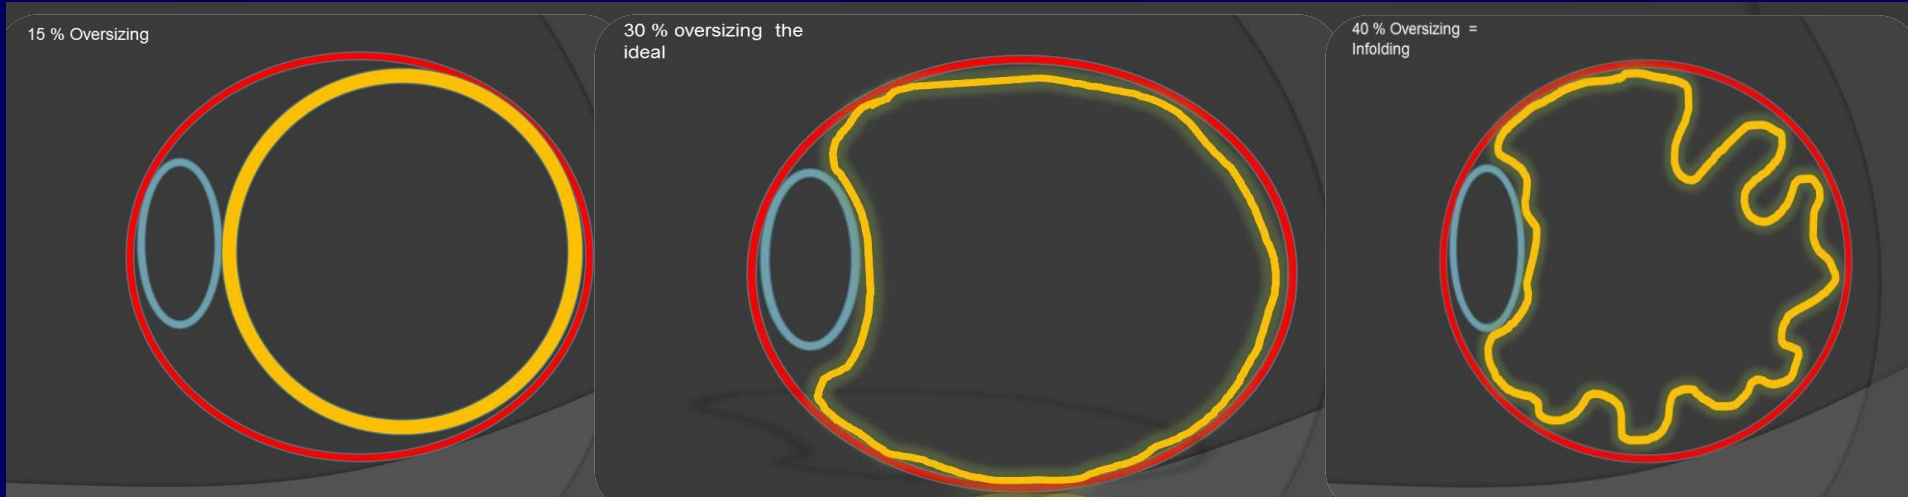 15 % Oversizing
30 % oversizing the
ideal
40 % Oversizing =
Infolding